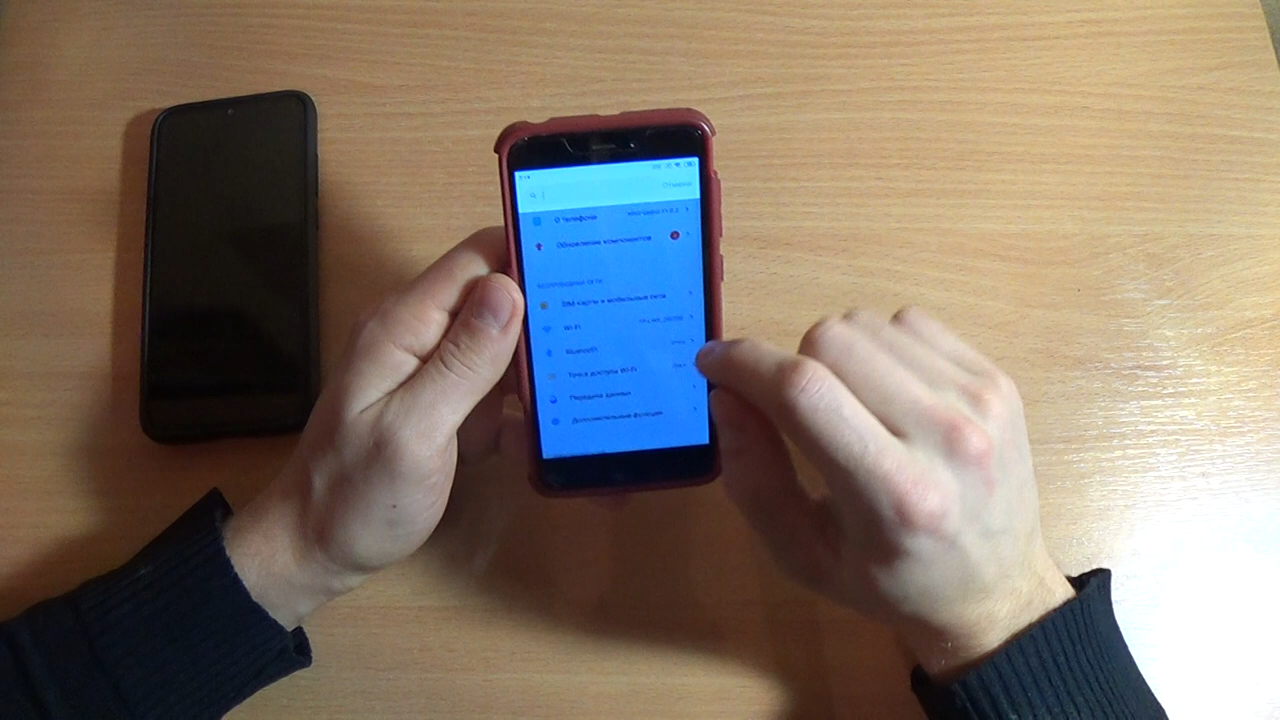 Отмена
О телефоне
Обновление компонентов
БЕСПРОВОДНЫЕ СЕТИ
SIM-карты и мобильные сети
Wi-Fi
Bluetooth
Точка доступа Wi-Fi
Передача данных
Дополнительные функции